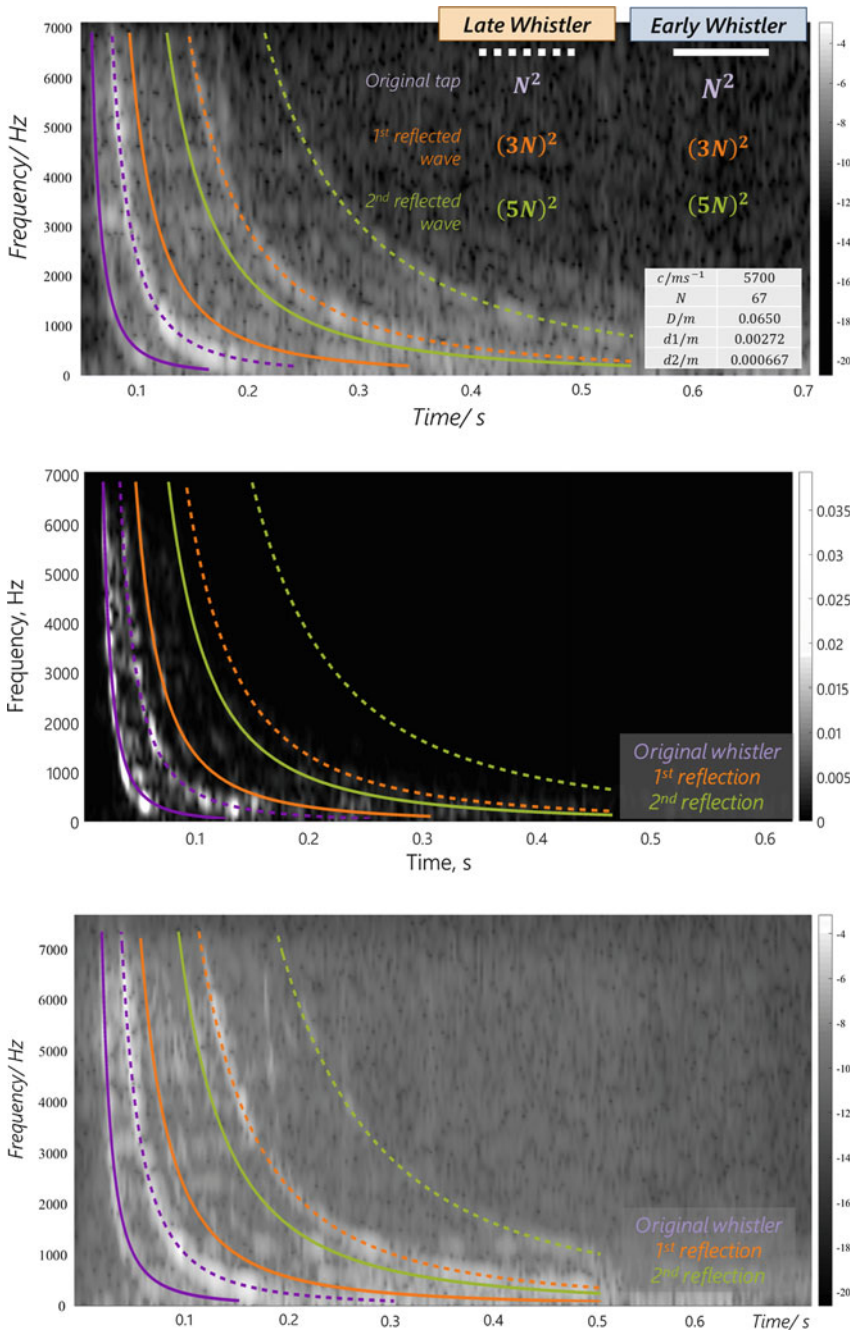 Late Whistler Early Whistler
7000
6000
5000
4000
3000
2000
1000
0
Frequency/ Hz
Original tap N² N²
1st reflected wave (3N)² (3N)²
2nd reflected wave (5N)² (5N)²
c/ms⁻¹ 5700
N 67
D/m 0.0650
d1/m 0.00272
d2/m 0.000667
-4
-6
-8
-10
-12
-14
-16
-18
-20
0.1 0.2 0.3 0.4 0.5 0.6 0.7
Time/ s
7000
6000
5000
4000
3000
2000
1000
0
Frequency, Hz
Original whistler
1st reflection
2nd reflection
0.035
0.03
0.025
0.02
0.015
0.01
0.005
0
0.1 0.2 0.3 0.4 0.5 0.6
Time, s
7000
6000
5000
4000
3000
2000
1000
0
Frequency/ Hz
Original whistler
1st reflection
2nd reflection
-4
-6
-8
-10
-12
-14
-16
-18
-20
0.1 0.2 0.3 0.4 0.5 0.6 Time/ s